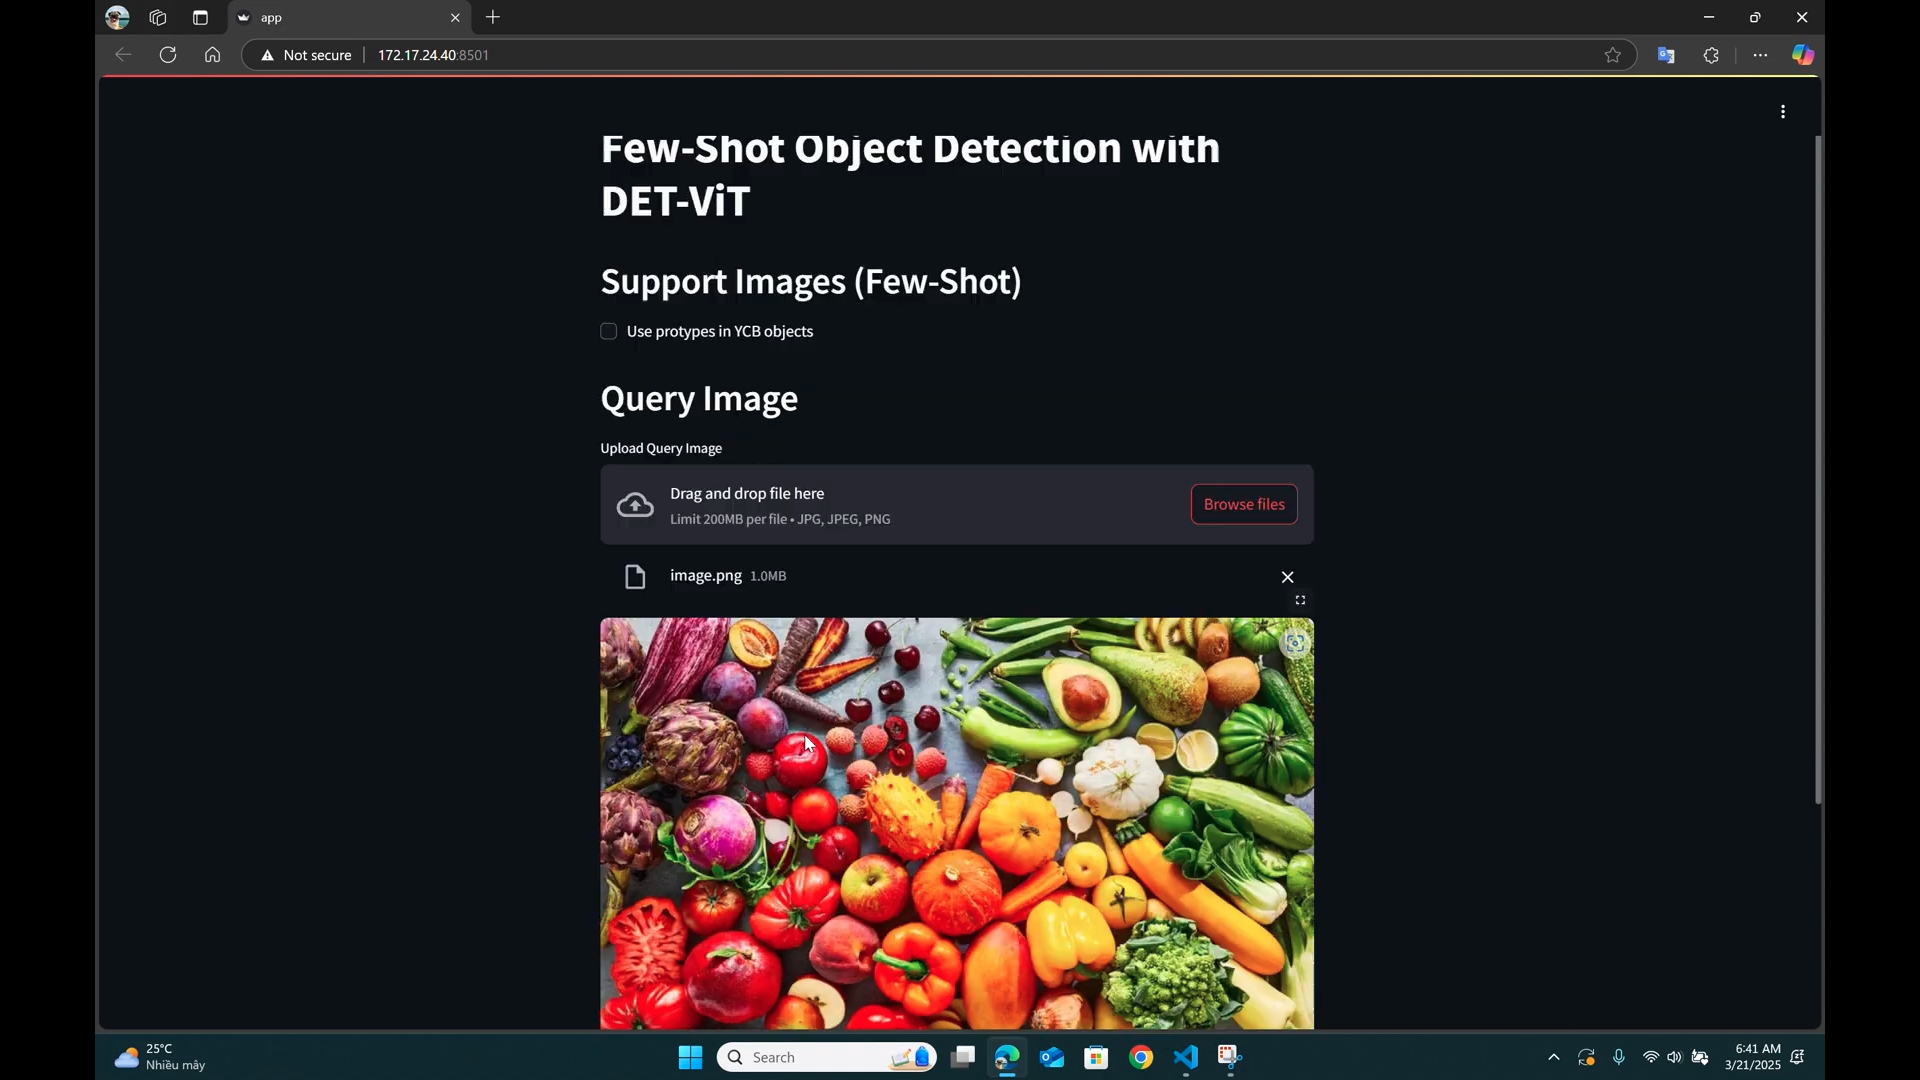 app
Not secure
172.17.24.40:8501
Few-Shot Object Detection with
DET-ViT
Support Images (Few-Shot)
Use protypes in YCB objects
Query Image
Upload Query Image
Drag and drop file here
Limit 200MB per file • JPG, JPEG, PNG
Browse files
image.png 1.0MB
25°C
Nhiều mây
Search
6:41 AM
3/21/2025